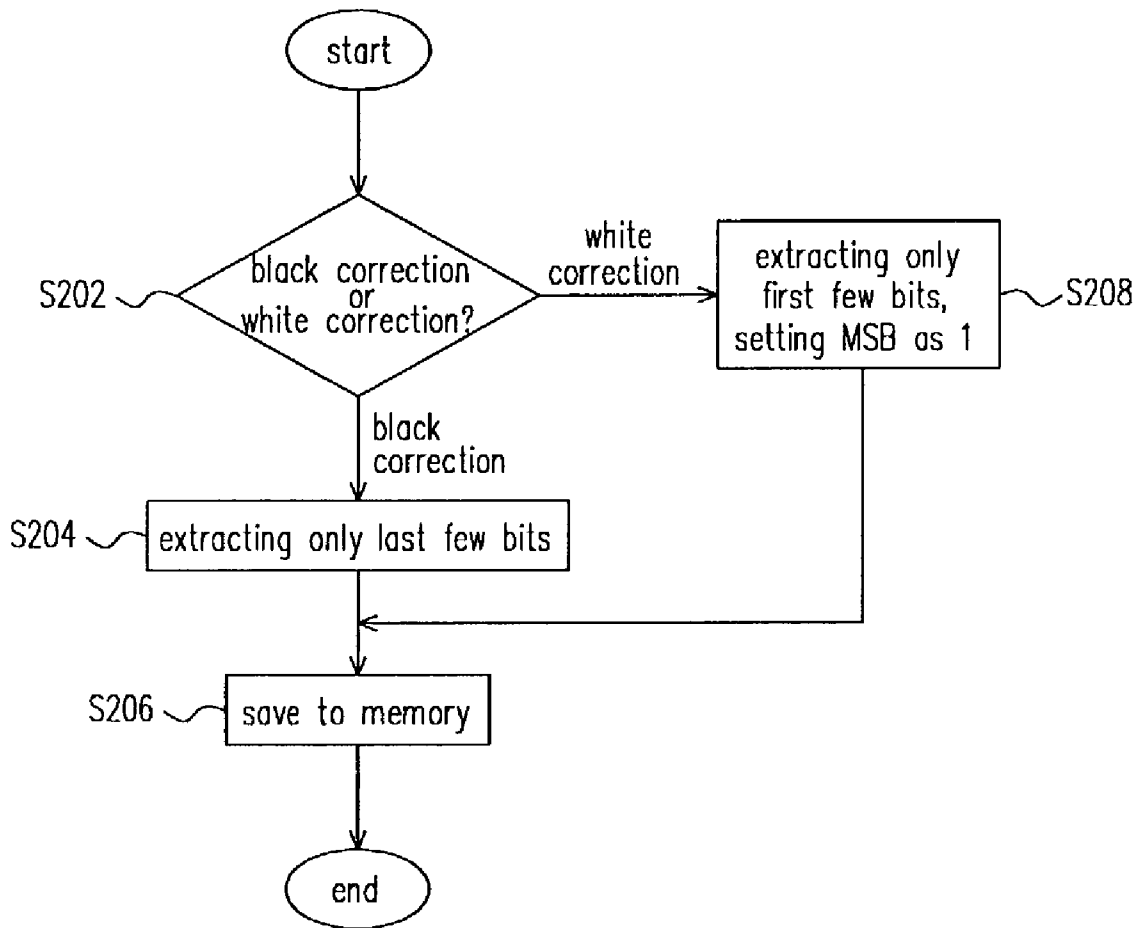 start
S202
black correction
or
white correction?
white
correction
extracting only
first few bits,
setting MSB as 1
S208
black
correction
S204
extracting only last few bits
S206
save to memory
end